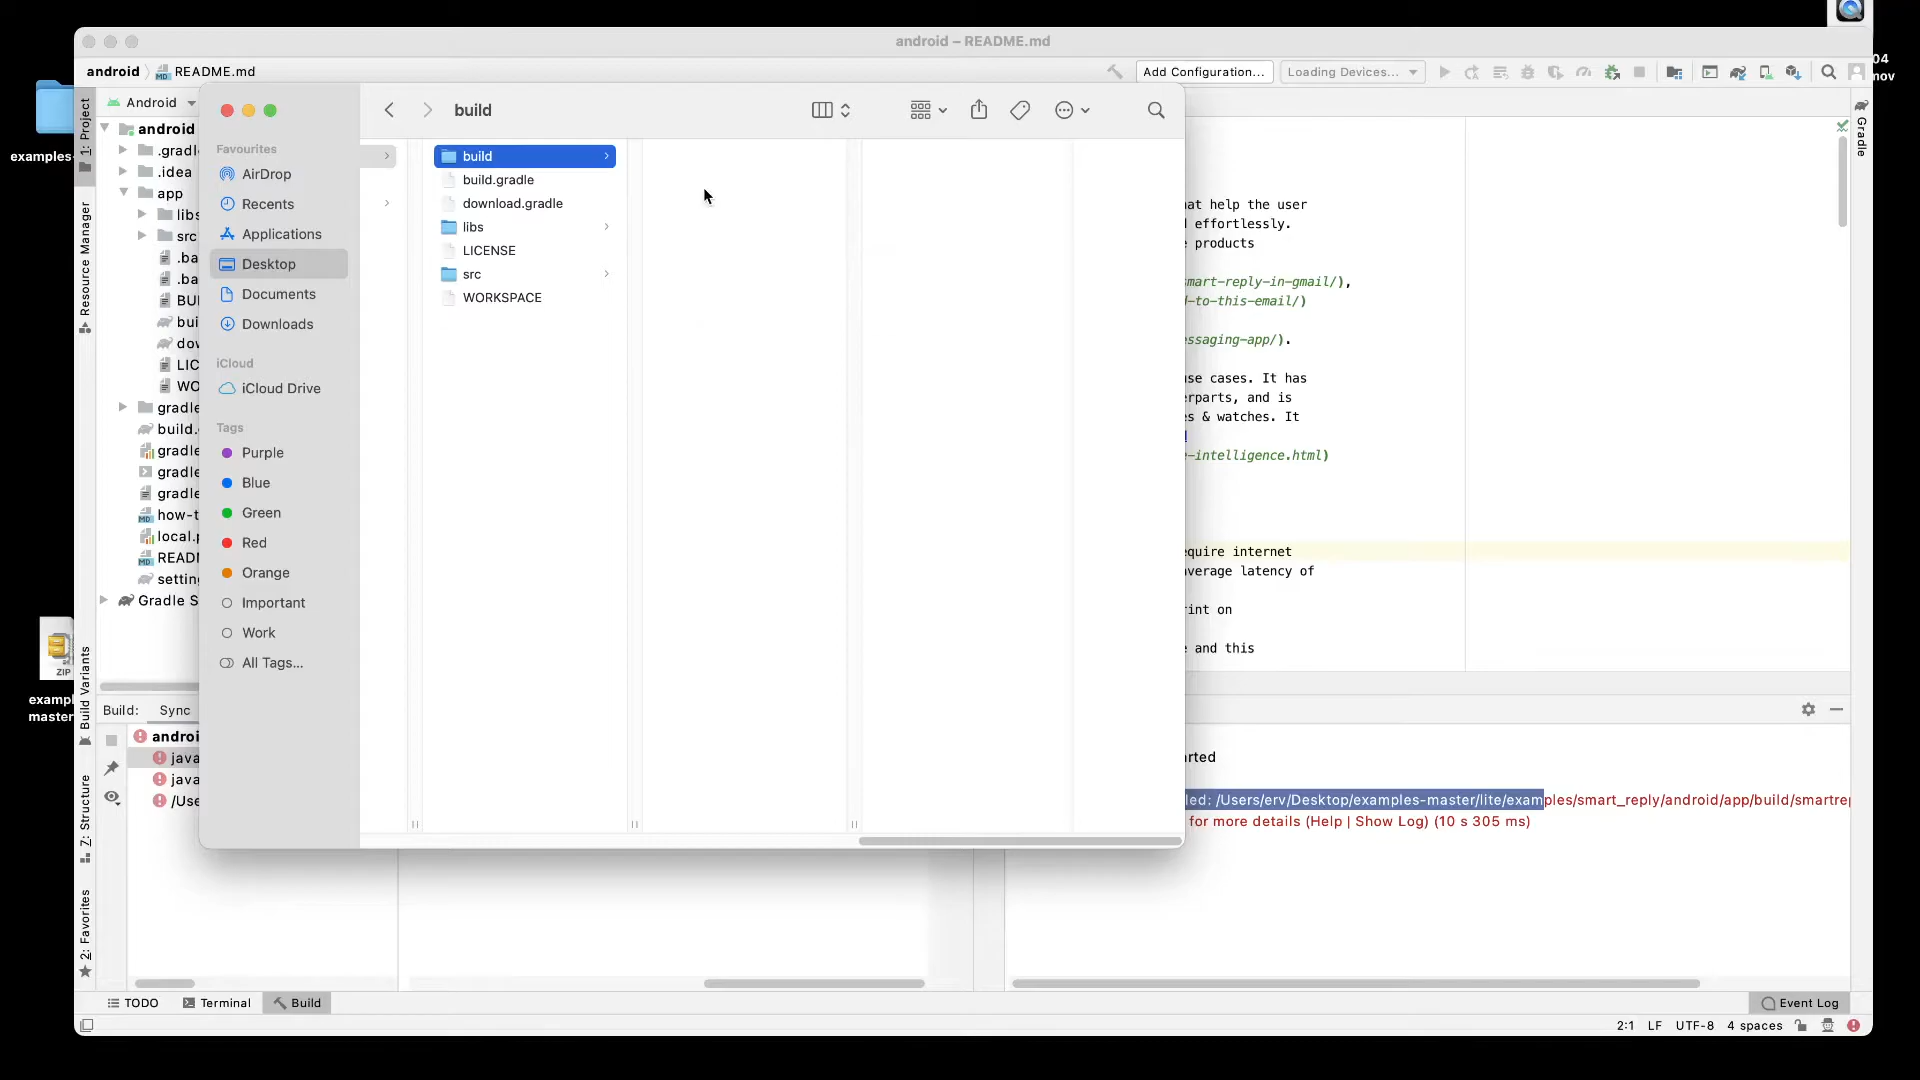 android – README.md
04
mov
android
README.md
Add Configuration...
Loading Devices...
1: Project
Android
build
examples-
android
.gradl
.idea
app
libs
src
.ba
.ba
BUI
bui
dov
LIC
WO
gradle
build.
gradle
gradle
gradle
how-t
local.p
READM
setting
Gradle S
Resource Manager
Gradle
Favourites
AirDrop
Recents
Applications
Desktop
Documents
Downloads
iCloud
iCloud Drive
Tags
Purple
Blue
Green
Red
Orange
Important
Work
All Tags...
build
build.gradle
download.gradle
libs
LICENSE
src
WORKSPACE
at help the user
effortlessly.
products
mart-reply-in-gmail/),
-to-this-email/)
ssaging-app/).
se cases. It has
rparts, and is
s & watches. It
-intelligence.html)
quire internet
verage latency of
int on
and this
ZIP
examp
master
Build Variants
Build:
Sync
androi
java
java
/Use
rted
led: /Users/erv/Desktop/examples-master/lite/examples/smart_reply/android/app/build/smartrep
for more details (Help | Show Log) (10 s 305 ms)
7: Structure
2: Favorites
TODO
Terminal
Build
Event Log
2:1
LF
UTF-8
4 spaces